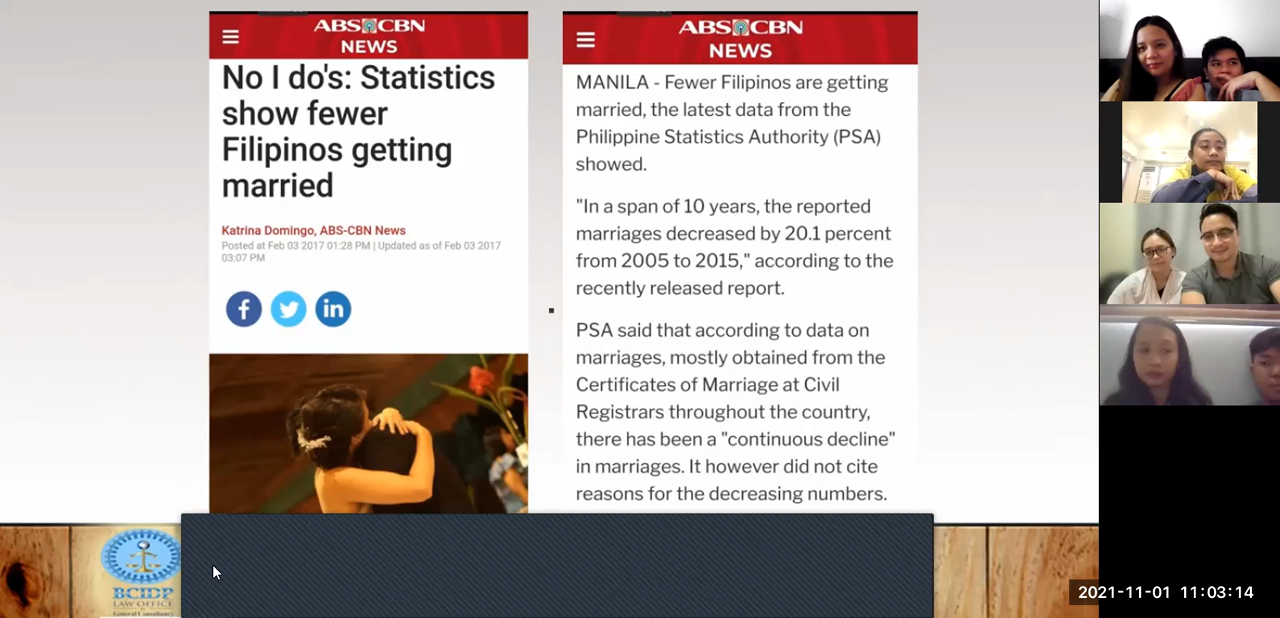 ABS CBN
NEWS
No I do's: Statistics
show fewer
Filipinos getting
married
Katrina Domingo, ABS-CBN News
Posted at Feb 03 2017 01:28 PM | Updated as of Feb 03 2017
03:07 PM
f
in
ABS CBN
NEWS
MANILA - Fewer Filipinos are getting
married, the latest data from the
Philippine Statistics Authority (PSA)
showed.
"In a span of 10 years, the reported
marriages decreased by 20.1 percent
from 2005 to 2015," according to the
recently released report.
PSA said that according to data on
marriages, mostly obtained from the
Certificates of Marriage at Civil
Registrars throughout the country,
there has been a "continuous decline"
in marriages. It however did not cite
reasons for the decreasing numbers.
BCIDP
LAW OFFICE
General Consultancy
2021-11-01 11:03:14